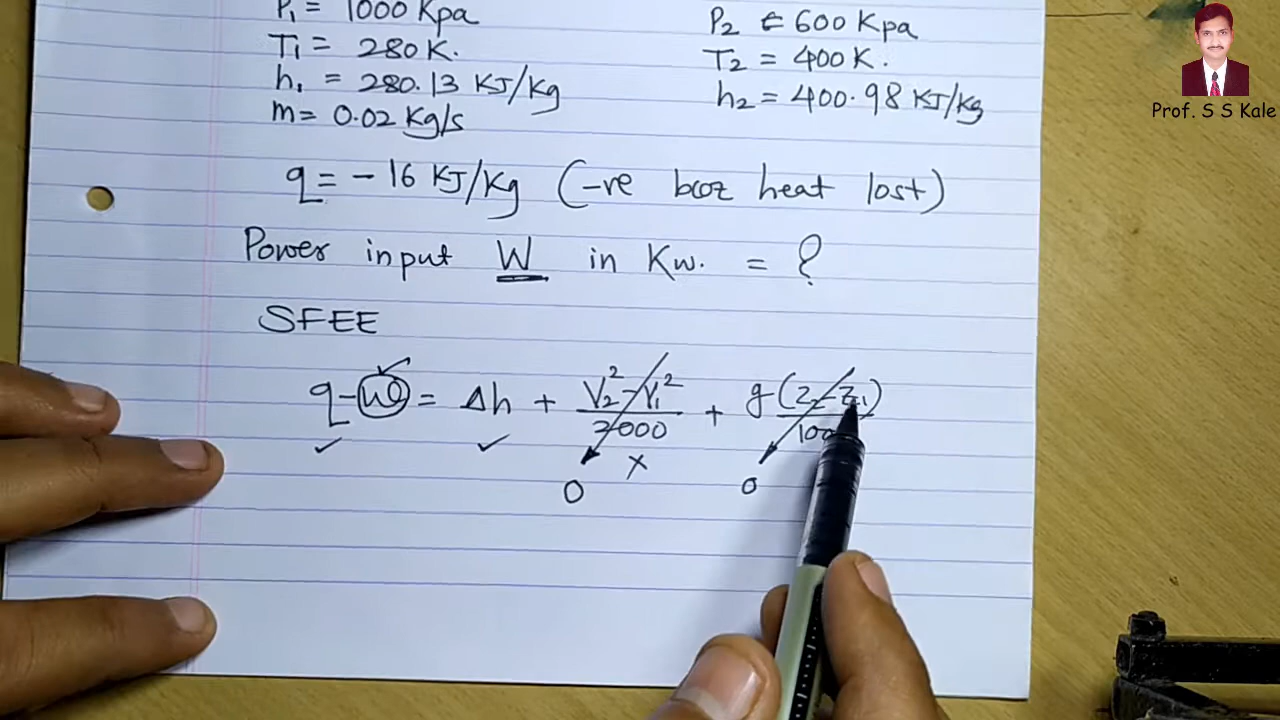 P₁ = 1000 Kpa
T₁ = 280 K.
h₁ = 280.13 KJ/Kg
m = 0.02 Kg/s
P₂ = 600 Kpa
T₂ = 400 K.
h₂ = 400.98 KJ/Kg
q = - 16 KJ/Kg (-ve bcoz heat lost)
Power input W in Kw. = ?
SFEE
q - w = Δh + (V₂² - V₁²)/2000 + g(Z₂ - Z₁)/
0 × 0
Prof. S S Kale